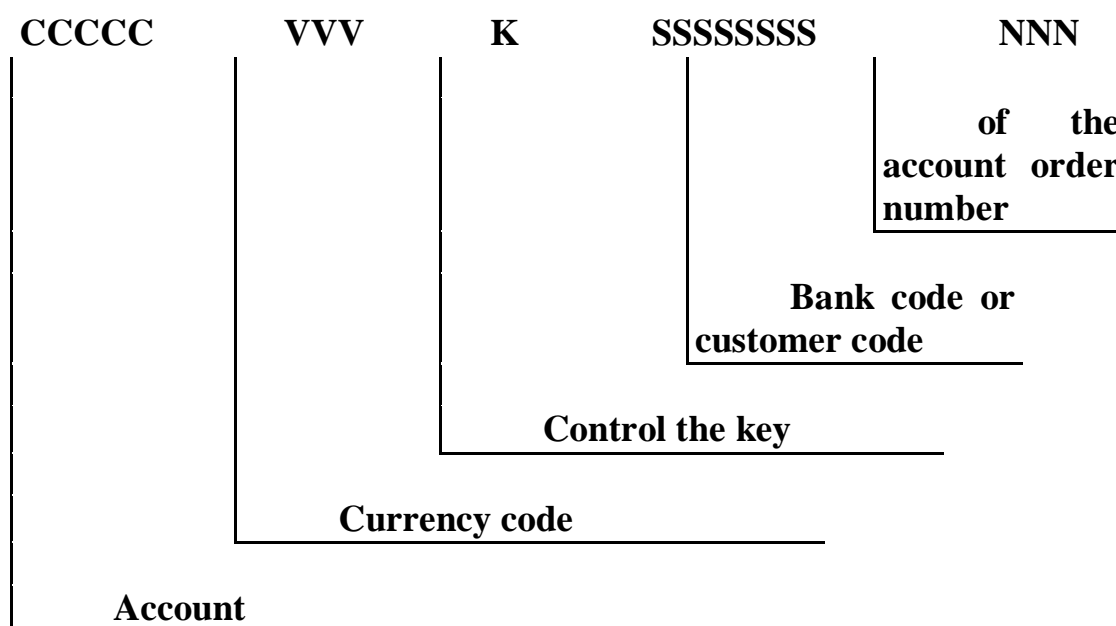 CCCCC VVV K SSSSSSSS NNN
of the
account order
number
Bank code or
customer code
Control the key
Currency code
Account